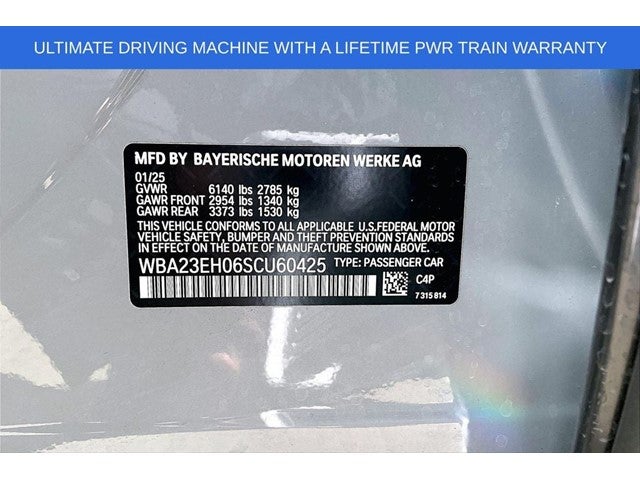 ULTIMATE DRIVING MACHINE WITH A LIFETIME PWR TRAIN WARRANTY
MFD BY BAYERISCHE MOTOREN WERKE AG
01/25
GVWR 6140 lbs 2785 kg
GAWR FRONT 2954 lbs 1340 kg
GAWR REAR 3373 lbs 1530 kg
THIS VEHICLE CONFORMS TO ALL APPLICABLE U.S.FEDERAL MOTOR
VEHICLE SAFETY, BUMPER AND THEFT PREVENTION STANDARDS
IN EFFECT ON THE DATE OF MANUFACTURE SHOWN ABOVE.
WBA23EH06SCU60425 TYPE: PASSENGER CAR
C4P
7315814